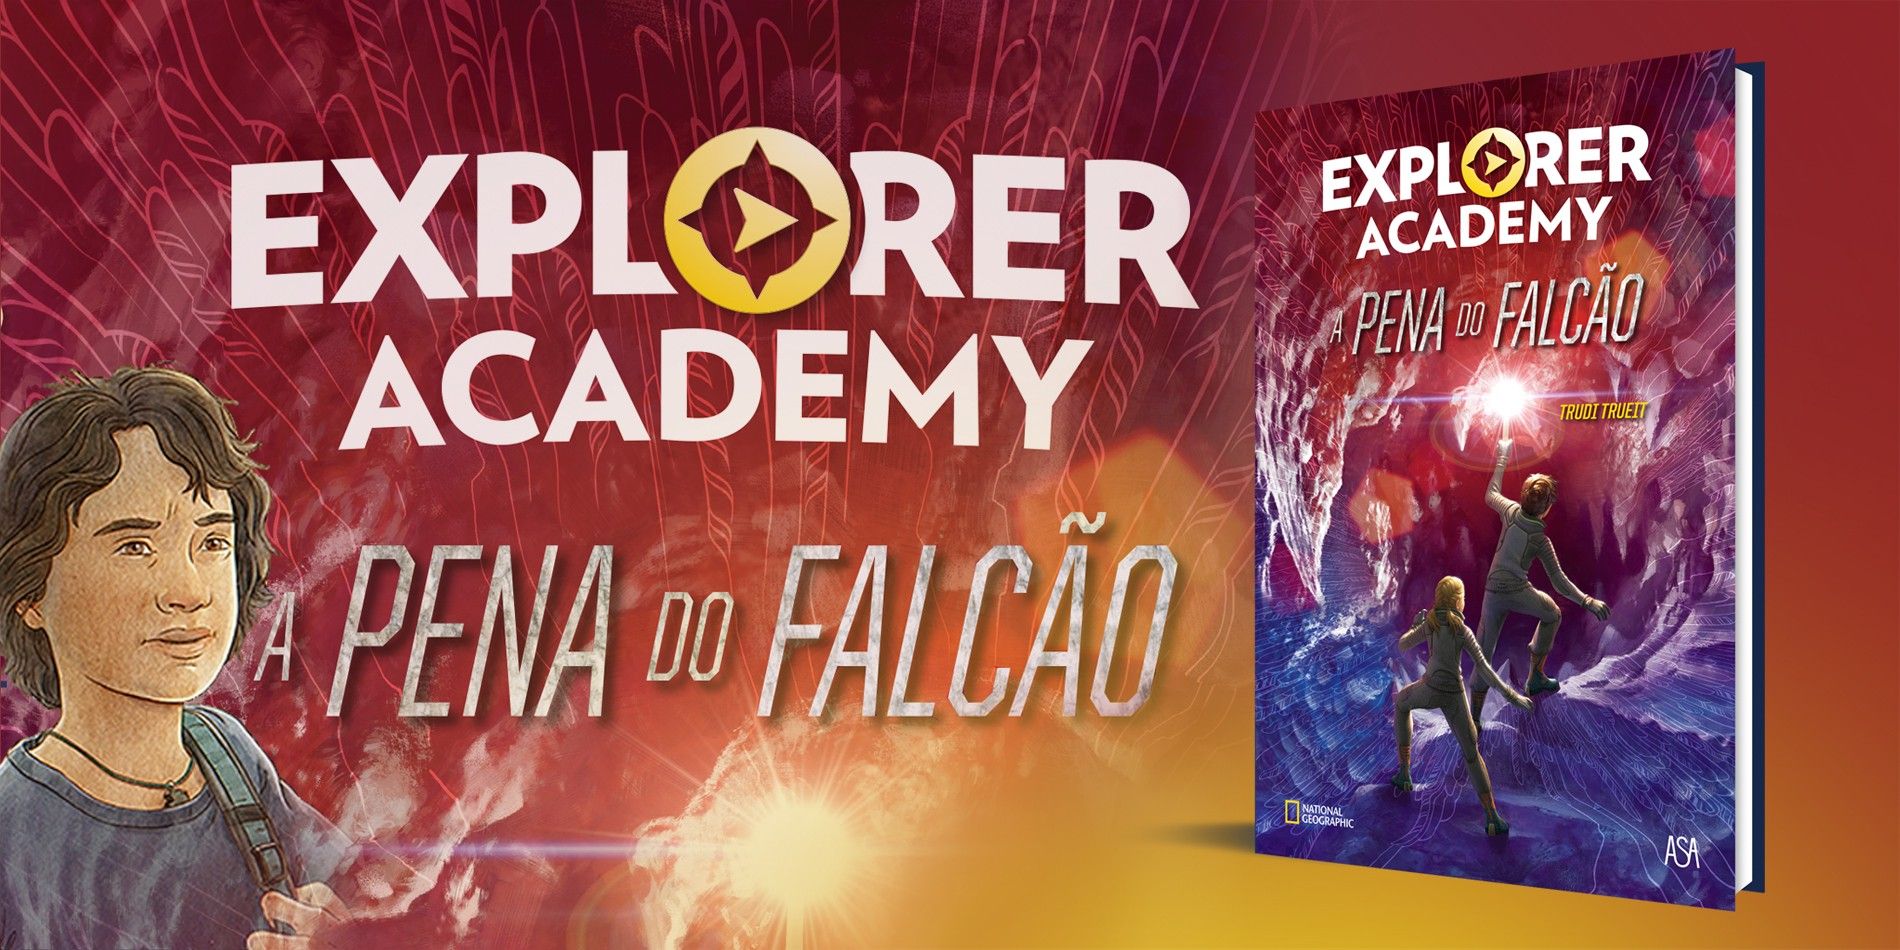 EXPLORER
ACADEMY
A PENA DO FALCÃO
EXPLORER
ACADEMY
A PENA DO FALCÃO
TRUDI TRUEIT
NATIONAL
GEOGRAPHIC
ASA